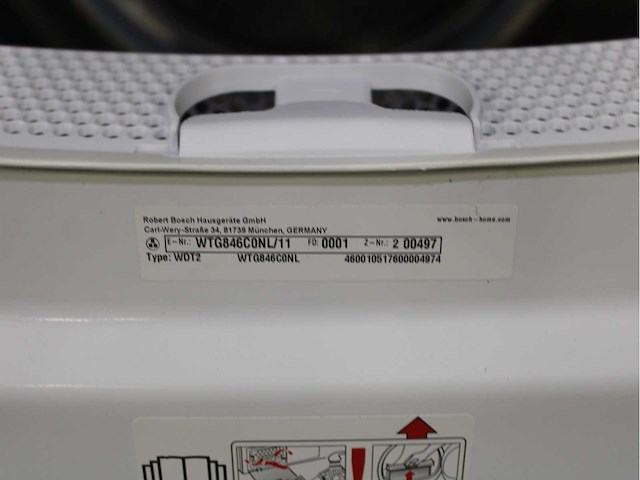 Robert Bosch Hausgeräte GmbH www.bosch-home.com
Carl-Wery-Straße 34, 81739 München, GERMANY
E-Nr.: WTG846C0NL/11 FD: 0001 Z-Nr.: 2 00497
Type: WDT2 WTG846C0NL 460010517600004974